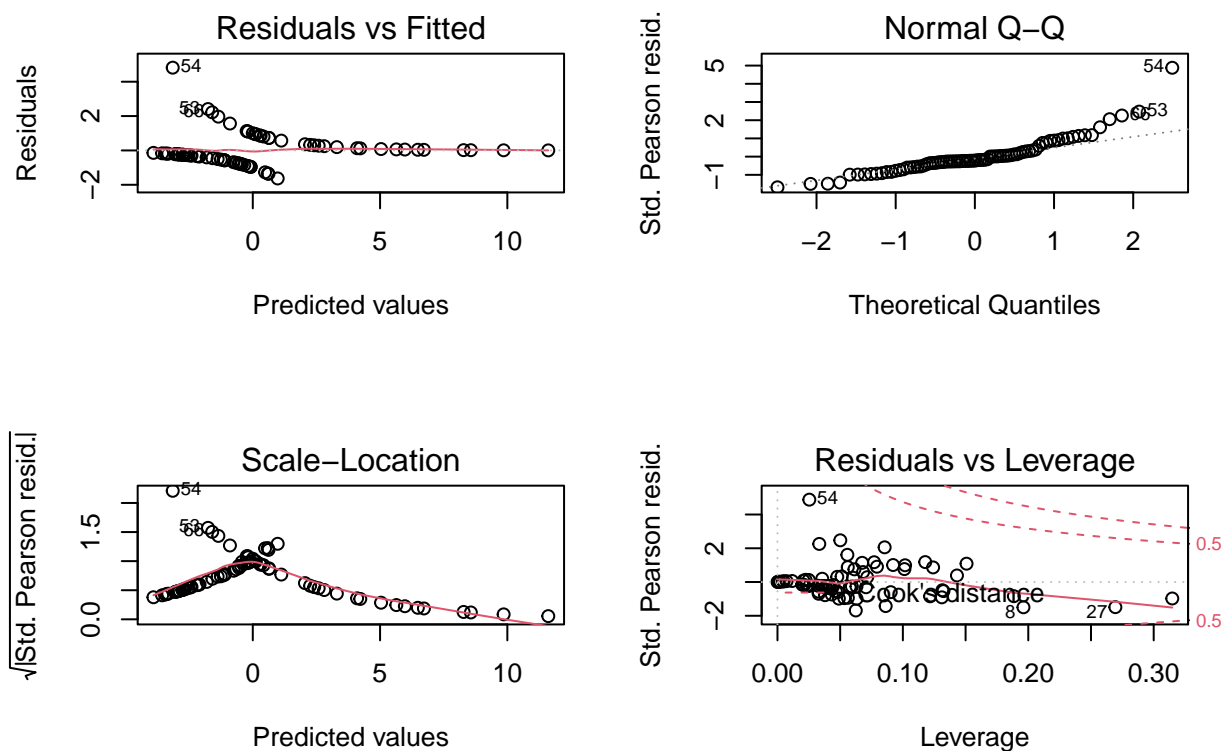 Residuals vs Fitted
Residuals
2
−2
54
53
0
5
10
Predicted values
Normal Q−Q
Std. Pearson resid.
5
2
−1
54
53
−2
−1
0
1
2
Theoretical Quantiles
Scale−Location
√|Std. Pearson resid.|
1.5
0.0
54
53
0
5
10
Predicted values
Residuals vs Leverage
Std. Pearson resid.
2
−2
54
Cook's distance
8
27
0.5
0.5
0.00
0.10
0.20
0.30
Leverage